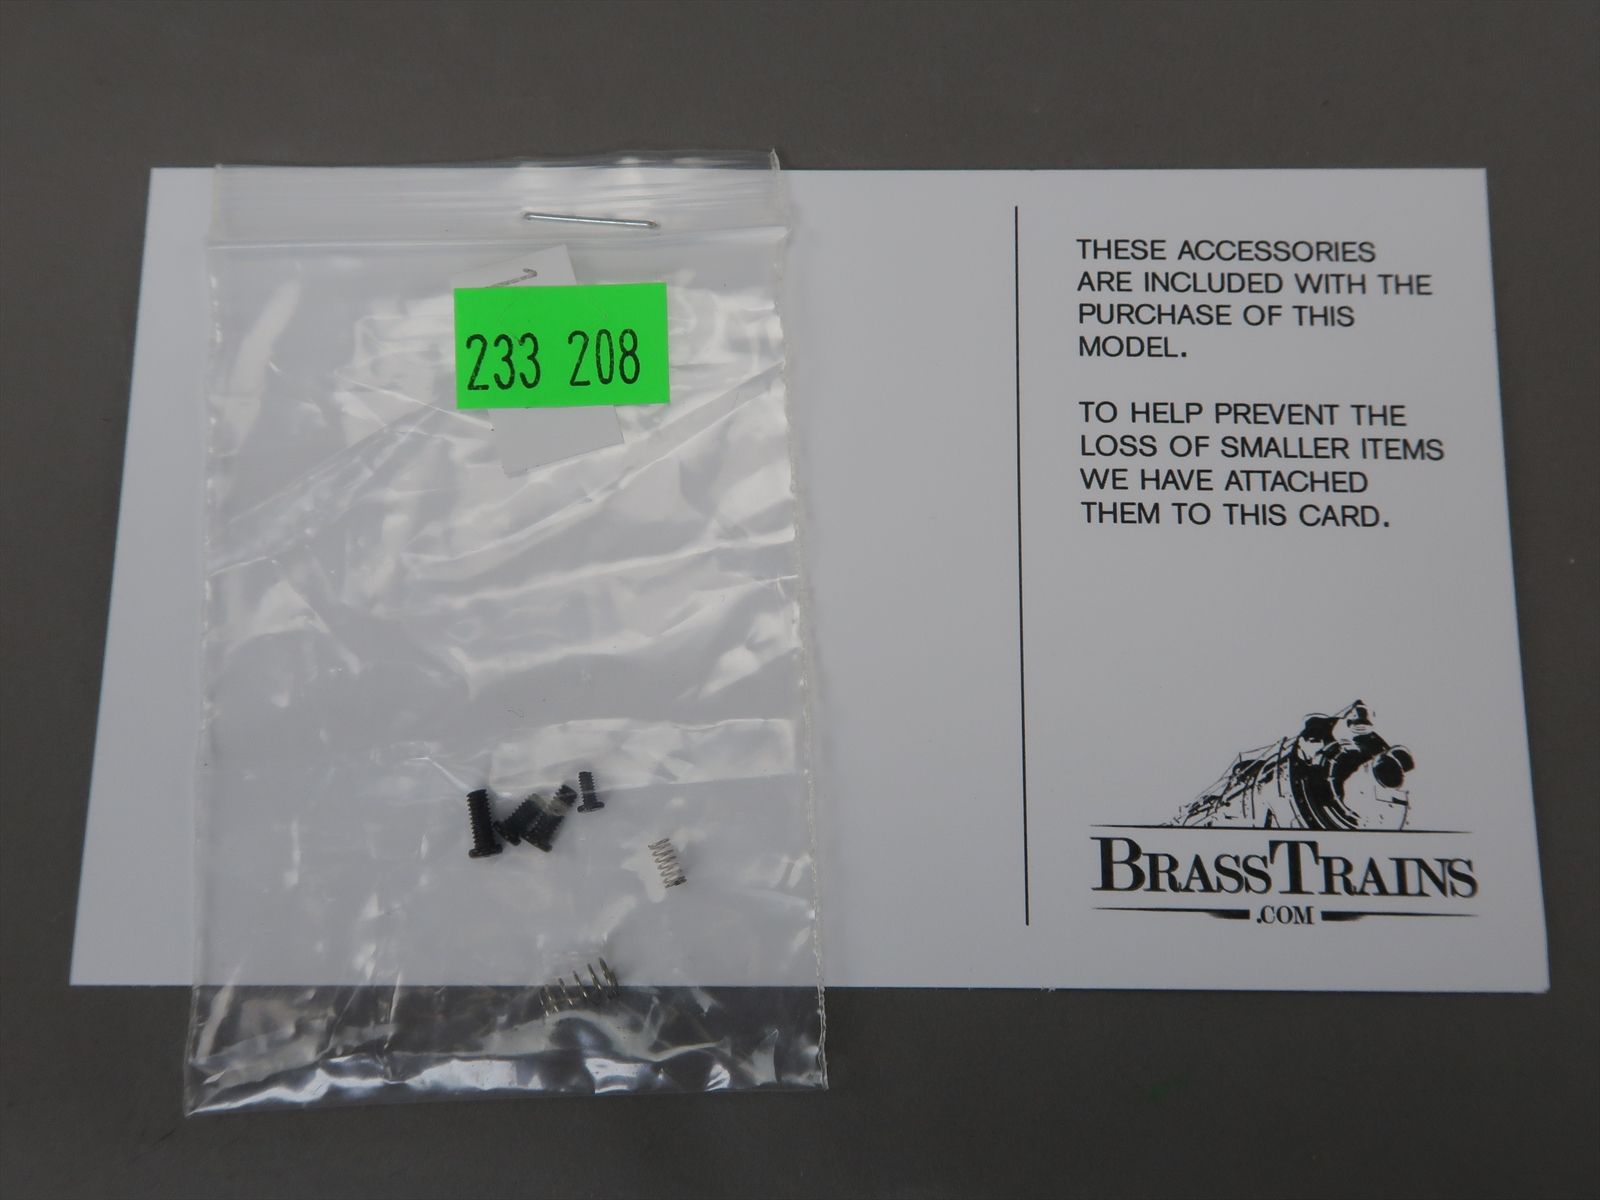 233 208
THESE ACCESSORIES
ARE INCLUDED WITH THE
PURCHASE OF THIS
MODEL.
TO HELP PREVENT THE
LOSS OF SMALLER ITEMS
WE HAVE ATTACHED
THEM TO THIS CARD.
BRASSTRAINS
.COM